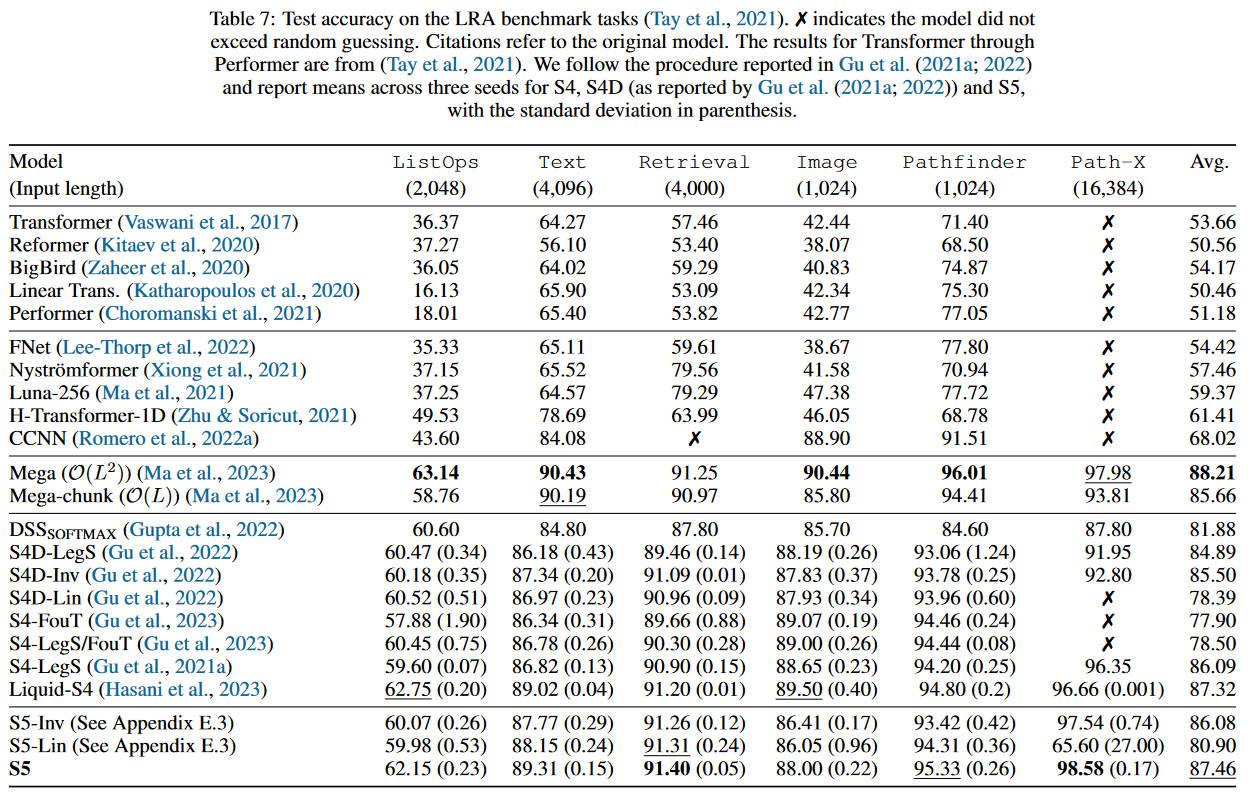 Table 7: Test accuracy on the LRA benchmark tasks (Tay et al., 2021). ✗ indicates the model did not
exceed random guessing. Citations refer to the original model. The results for Transformer through
Performer are from (Tay et al., 2021). We follow the procedure reported in Gu et al. (2021a; 2022)
and report means across three seeds for S4, S4D (as reported by Gu et al. (2021a; 2022)) and S5,
with the standard deviation in parenthesis.
Model ListOps Text Retrieval Image Pathfinder Path-X Avg.
(Input length) (2,048) (4,096) (4,000) (1,024) (1,024) (16,384)
Transformer (Vaswani et al., 2017) 36.37 64.27 57.46 42.44 71.40 ✗ 53.66
Reformer (Kitaev et al., 2020) 37.27 56.10 53.40 38.07 68.50 ✗ 50.56
BigBird (Zaheer et al., 2020) 36.05 64.02 59.29 40.83 74.87 ✗ 54.17
Linear Trans. (Katharopoulos et al., 2020) 16.13 65.90 53.09 42.34 75.30 ✗ 50.46
Performer (Choromanski et al., 2021) 18.01 65.40 53.82 42.77 77.05 ✗ 51.18
FNet (Lee-Thorp et al., 2022) 35.33 65.11 59.61 38.67 77.80 ✗ 54.42
Nyströmformer (Xiong et al., 2021) 37.15 65.52 79.56 41.58 70.94 ✗ 57.46
Luna-256 (Ma et al., 2021) 37.25 64.57 79.29 47.38 77.72 ✗ 59.37
H-Transformer-1D (Zhu & Soricut, 2021) 49.53 78.69 63.99 46.05 68.78 ✗ 61.41
CCNN (Romero et al., 2022a) 43.60 84.08 ✗ 88.90 91.51 ✗ 68.02
Mega (O(L²)) (Ma et al., 2023) 63.14 90.43 91.25 90.44 96.01 97.98 88.21
Mega-chunk (O(L)) (Ma et al., 2023) 58.76 90.19 90.97 85.80 94.41 93.81 85.66
DSS_SOFTMAX (Gupta et al., 2022) 60.60 84.80 87.80 85.70 84.60 87.80 81.88
S4D-LegS (Gu et al., 2022) 60.47 (0.34) 86.18 (0.43) 89.46 (0.14) 88.19 (0.26) 93.06 (1.24) 91.95 84.89
S4D-Inv (Gu et al., 2022) 60.18 (0.35) 87.34 (0.20) 91.09 (0.01) 87.83 (0.37) 93.78 (0.25) 92.80 85.50
S4D-Lin (Gu et al., 2022) 60.52 (0.51) 86.97 (0.23) 90.96 (0.09) 87.93 (0.34) 93.96 (0.60) ✗ 78.39
S4-FouT (Gu et al., 2023) 57.88 (1.90) 86.34 (0.31) 89.66 (0.88) 89.07 (0.19) 94.46 (0.24) ✗ 77.90
S4-LegS/FouT (Gu et al., 2023) 60.45 (0.75) 86.78 (0.26) 90.30 (0.28) 89.00 (0.26) 94.44 (0.08) ✗ 78.50
S4-LegS (Gu et al., 2021a) 59.60 (0.07) 86.82 (0.13) 90.90 (0.15) 88.65 (0.23) 94.20 (0.25) 96.35 86.09
Liquid-S4 (Hasani et al., 2023) 62.75 (0.20) 89.02 (0.04) 91.20 (0.01) 89.50 (0.40) 94.80 (0.2) 96.66 (0.001) 87.32
S5-Inv (See Appendix E.3) 60.07 (0.26) 87.77 (0.29) 91.26 (0.12) 86.41 (0.17) 93.42 (0.42) 97.54 (0.74) 86.08
S5-Lin (See Appendix E.3) 59.98 (0.53) 88.15 (0.24) 91.31 (0.24) 86.05 (0.96) 94.31 (0.36) 65.60 (27.00) 80.90
S5 62.15 (0.23) 89.31 (0.15) 91.40 (0.05) 88.00 (0.22) 95.33 (0.26) 98.58 (0.17) 87.46